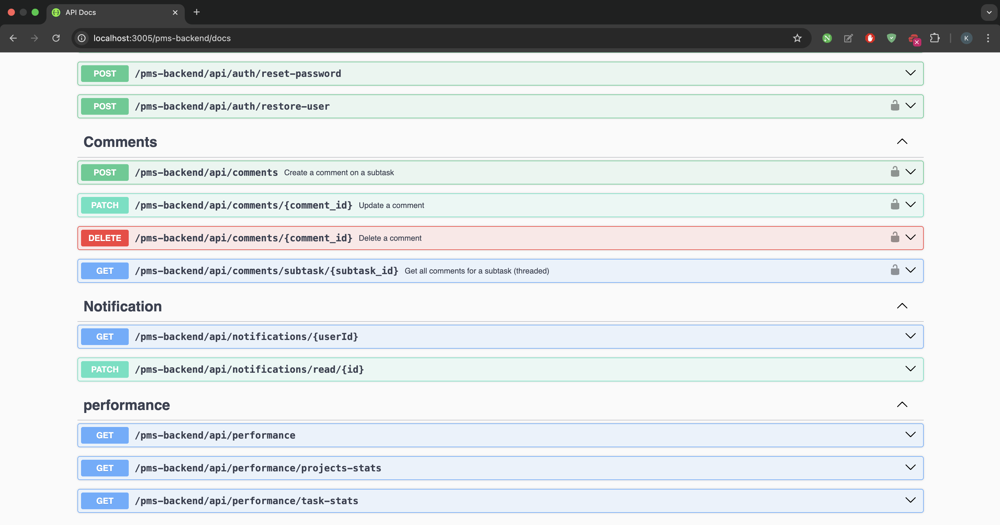 API Docs
localhost:3005/pms-backend/docs
K
POST /pms-backend/api/auth/reset-password
POST /pms-backend/api/auth/restore-user
Comments
POST /pms-backend/api/comments Create a comment on a subtask
PATCH /pms-backend/api/comments/{comment_id} Update a comment
DELETE /pms-backend/api/comments/{comment_id} Delete a comment
GET /pms-backend/api/comments/subtask/{subtask_id} Get all comments for a subtask (threaded)
Notification
GET /pms-backend/api/notifications/{userId}
PATCH /pms-backend/api/notifications/read/{id}
performance
GET /pms-backend/api/performance
GET /pms-backend/api/performance/projects-stats
GET /pms-backend/api/performance/task-stats